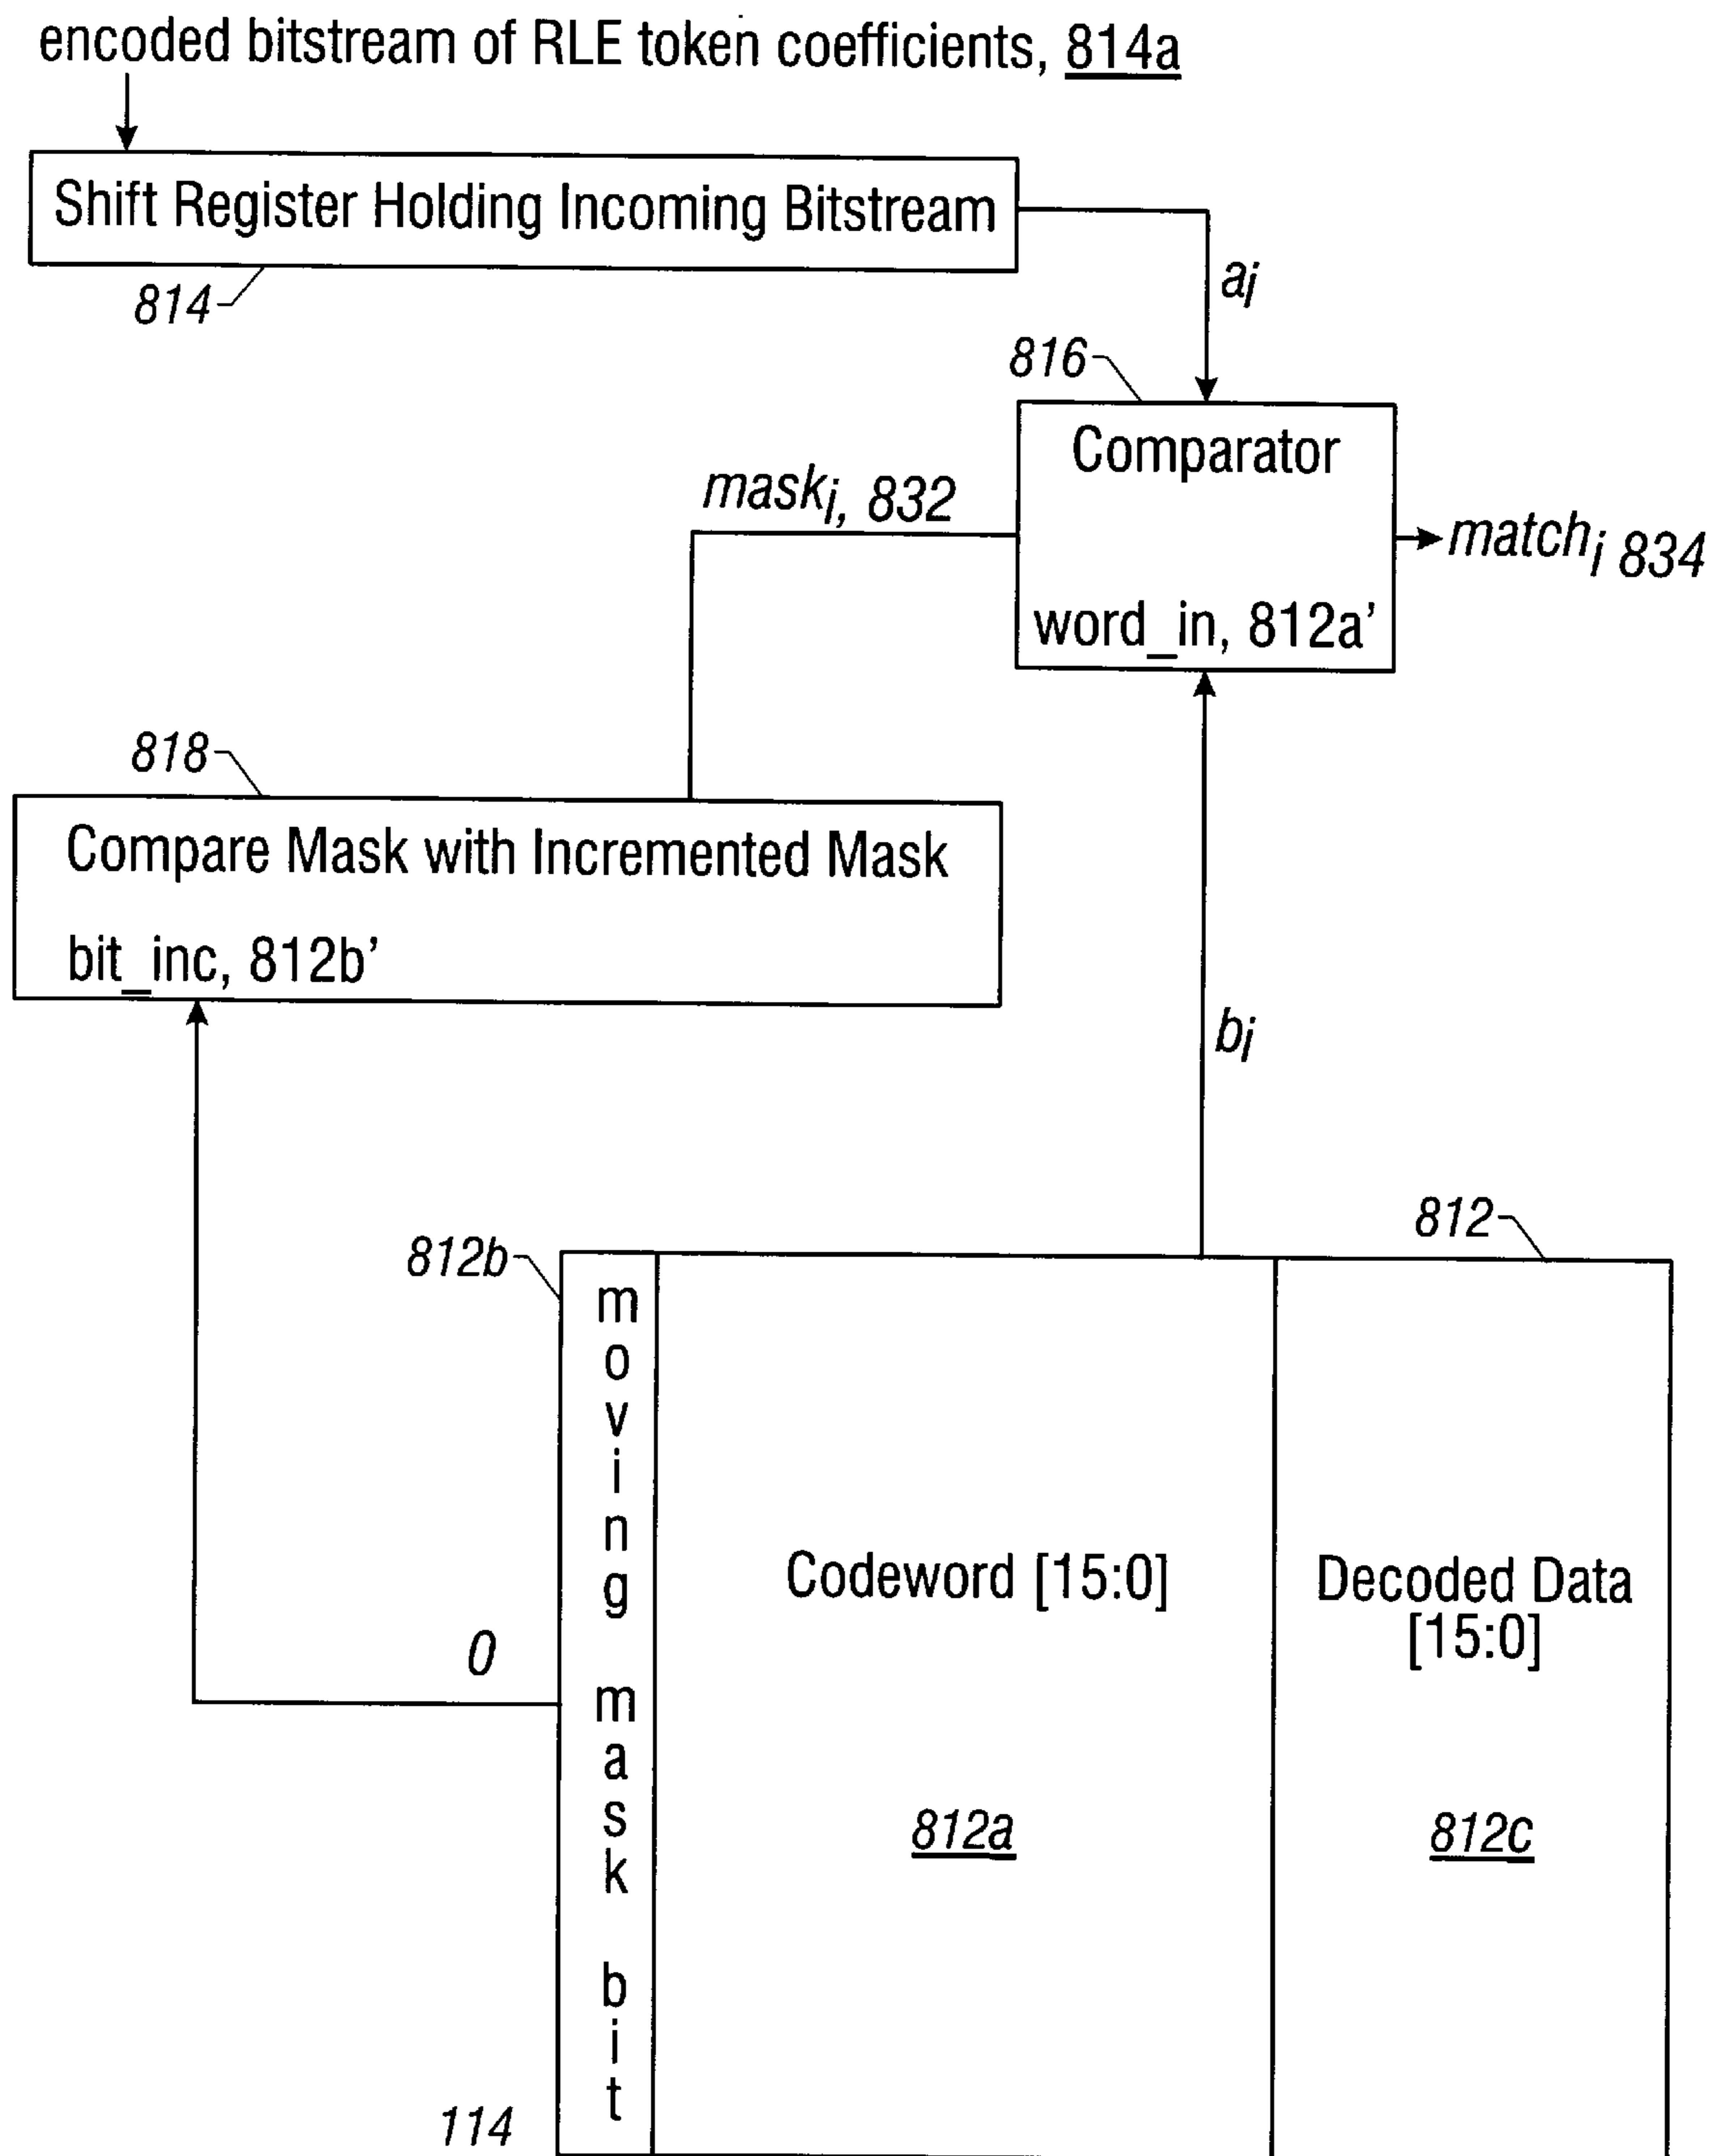 encoded bitstream of RLE token coefficients, 814a
Shift Register Holding Incoming Bitstream
814
ai
816
Comparator
maski, 832
matchi 834
word_in, 812a’
818
Compare Mask with Incremented Mask
bit_inc, 812b’
bi
812
812b
moving mask bit
Codeword [15:0]
Decoded Data
[15:0]
0
812a
812c
114